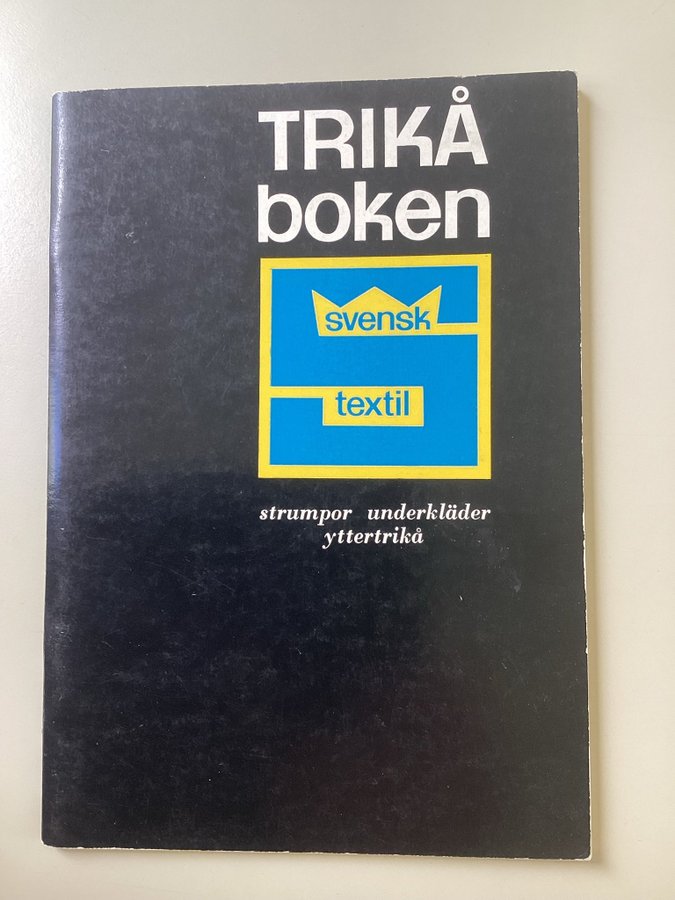 TRIKÅ
boken
svensk
textil
strumpor underkläder
yttertrikå